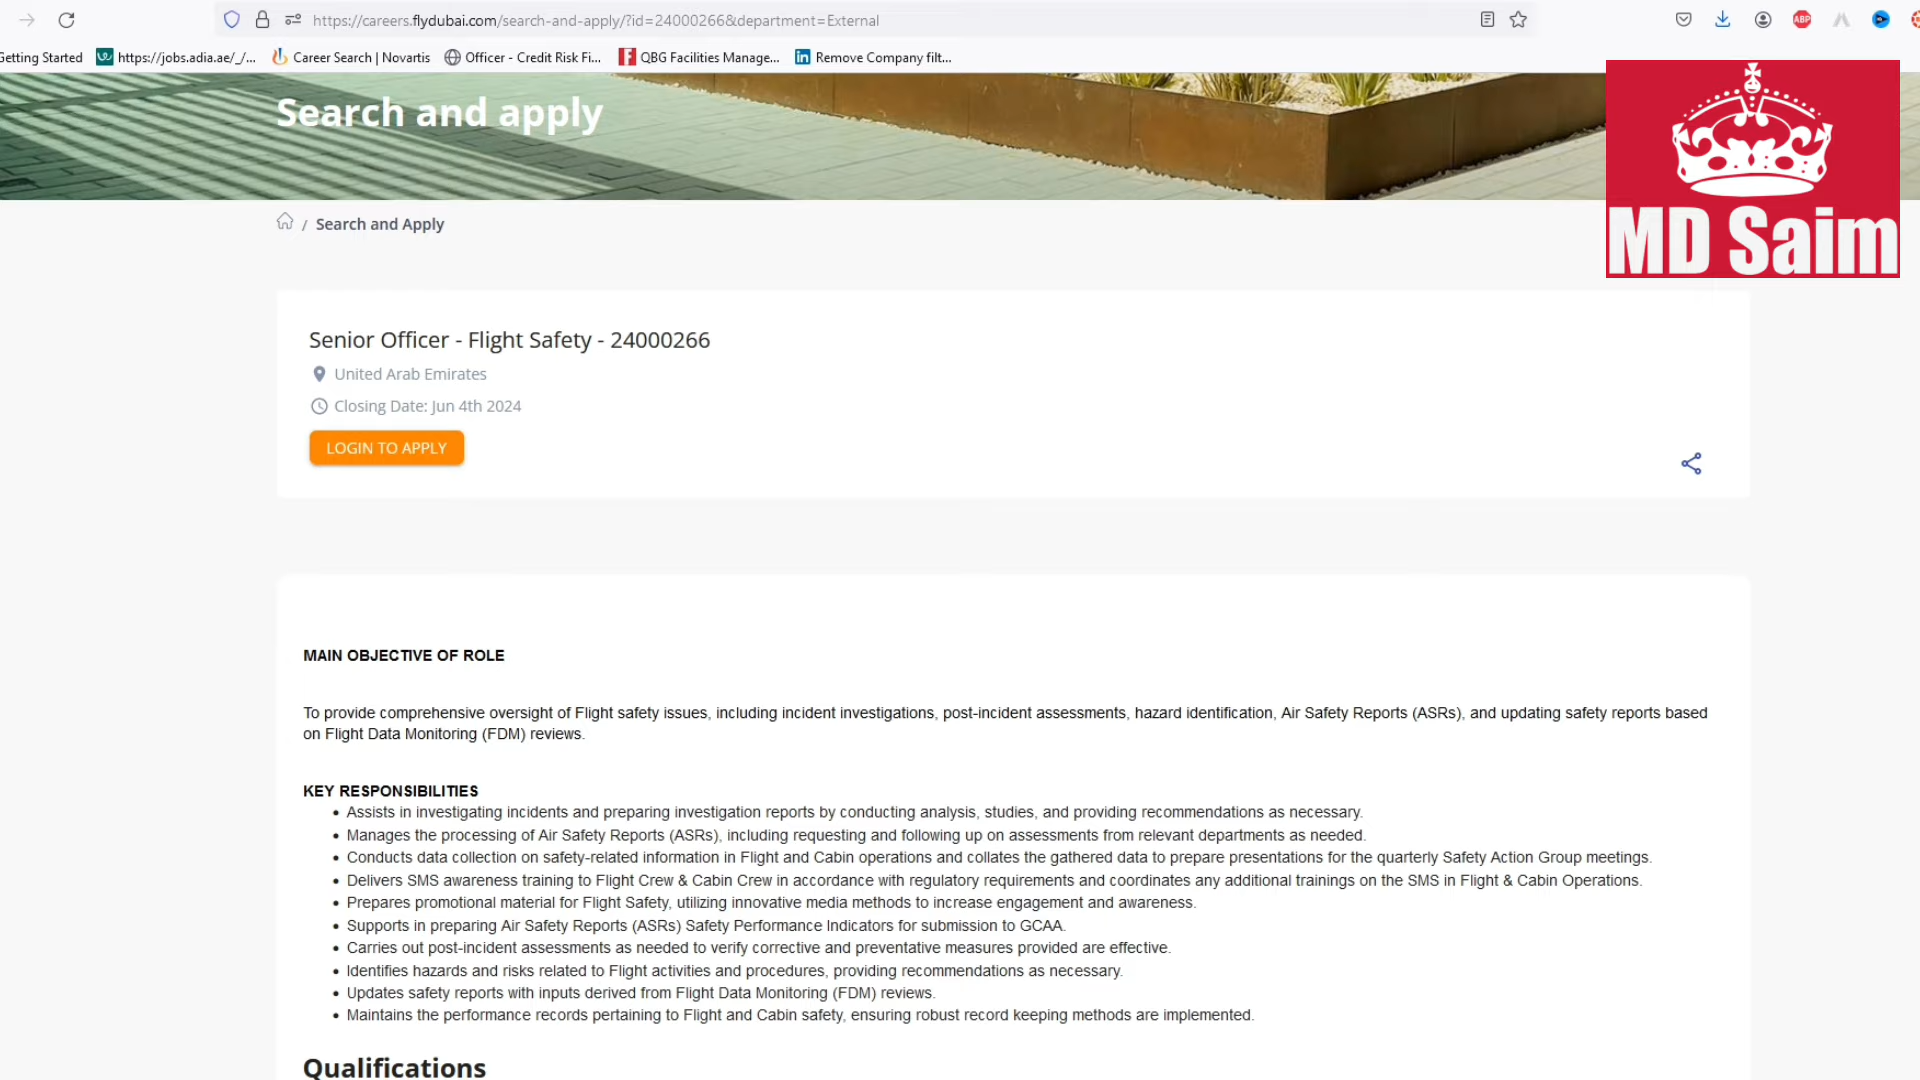 https://careers.flydubai.com/search-and-apply/?id=24000266&department=External
ABP
Getting Started
https://jobs.adia.ae/_/...
Career Search | Novartis
Officer - Credit Risk Fi...
QBG Facilities Manage...
Remove Company filt...
Search and apply
MD Saim
/ Search and Apply
Senior Officer - Flight Safety - 24000266
United Arab Emirates
Closing Date: Jun 4th 2024
LOGIN TO APPLY
MAIN OBJECTIVE OF ROLE
To provide comprehensive oversight of Flight safety issues, including incident investigations, post-incident assessments, hazard identification, Air Safety Reports (ASRs), and updating safety reports based
on Flight Data Monitoring (FDM) reviews.
KEY RESPONSIBILITIES
• Assists in investigating incidents and preparing investigation reports by conducting analysis, studies, and providing recommendations as necessary.
• Manages the processing of Air Safety Reports (ASRs), including requesting and following up on assessments from relevant departments as needed.
• Conducts data collection on safety-related information in Flight and Cabin operations and collates the gathered data to prepare presentations for the quarterly Safety Action Group meetings.
• Delivers SMS awareness training to Flight Crew & Cabin Crew in accordance with regulatory requirements and coordinates any additional trainings on the SMS in Flight & Cabin Operations.
• Prepares promotional material for Flight Safety, utilizing innovative media methods to increase engagement and awareness.
• Supports in preparing Air Safety Reports (ASRs) Safety Performance Indicators for submission to GCAA.
• Carries out post-incident assessments as needed to verify corrective and preventative measures provided are effective.
• Identifies hazards and risks related to Flight activities and procedures, providing recommendations as necessary.
• Updates safety reports with inputs derived from Flight Data Monitoring (FDM) reviews.
• Maintains the performance records pertaining to Flight and Cabin safety, ensuring robust record keeping methods are implemented.
Qualifications